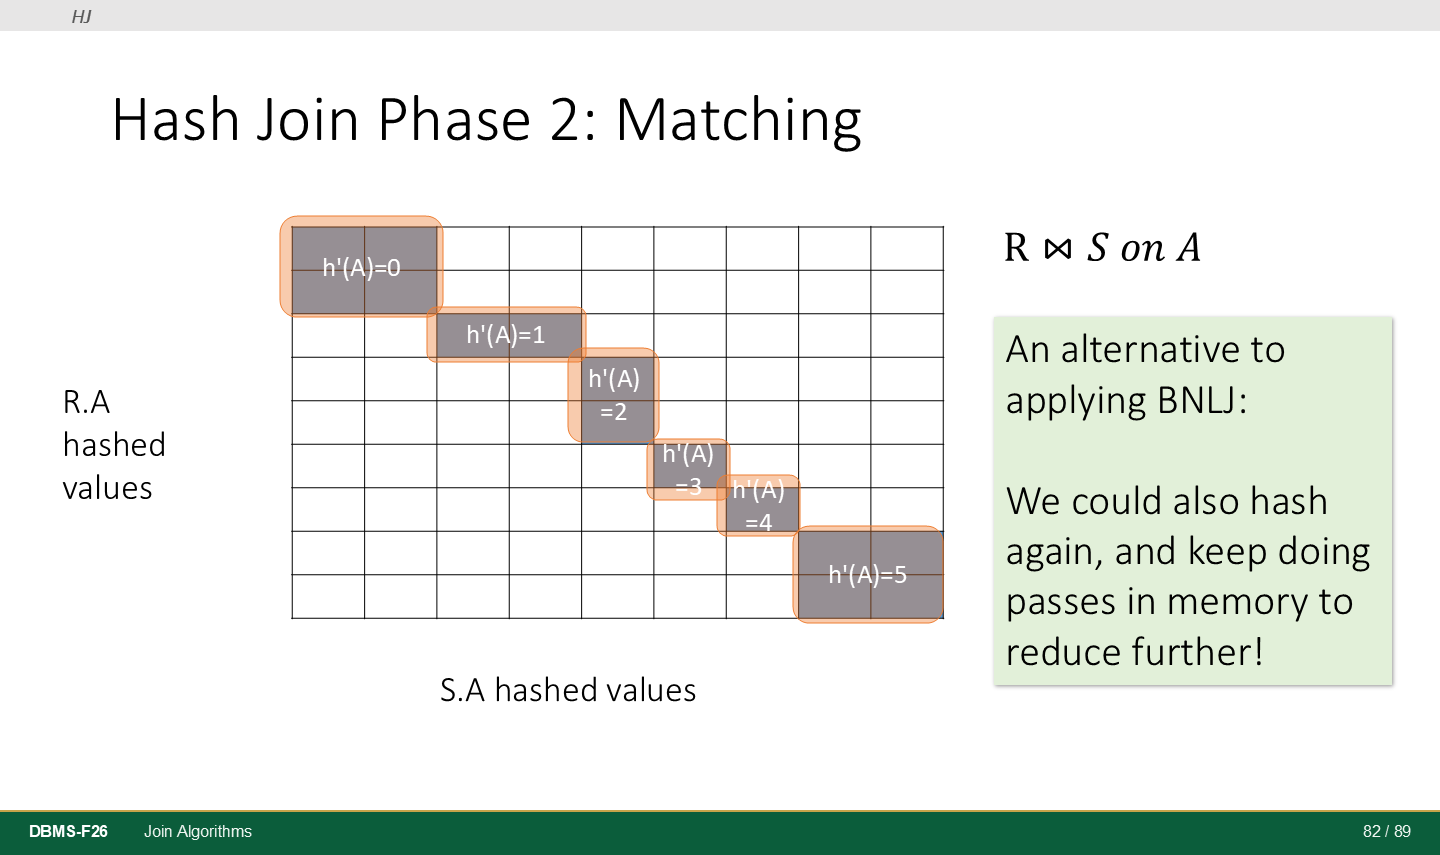 HJ
Hash Join Phase 2: Matching
h'(A)=0
h'(A)=1
h'(A)
=2
h'(A)
=3
h'(A)
=4
h'(A)=5
R.A
hashed
values
S.A hashed values
R ⋈ S on A
An alternative to
applying BNLJ:
We could also hash
again, and keep doing
passes in memory to
reduce further!
DBMS-F26 Join Algorithms 82 / 89